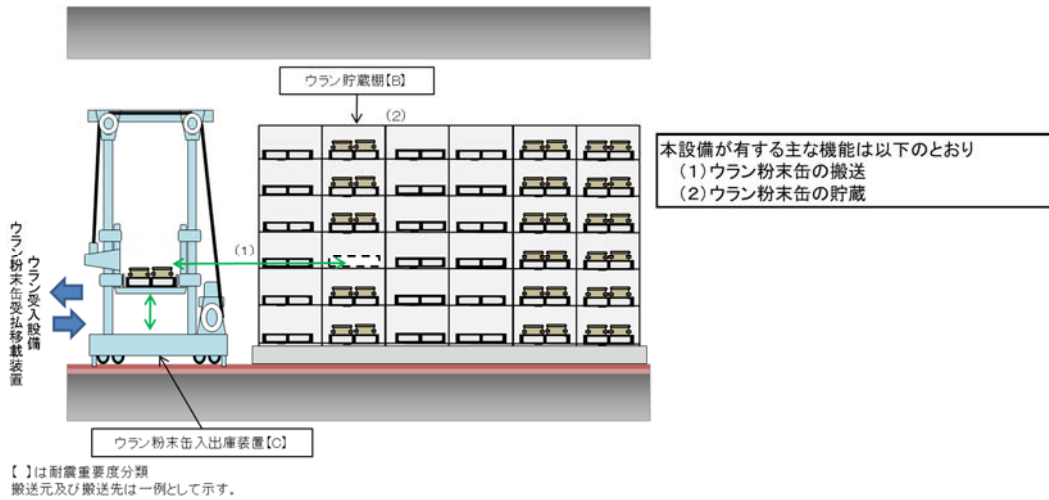 ウラン貯蔵棚【B】
(2)
本設備が有する主な機能は以下のとおり
(1)ウラン粉末缶の搬送
(2)ウラン粉末缶の貯蔵
(1)
ウラン受入設備
ウラン粉末缶受払移載装置
ウラン粉末缶入出庫装置【C】
【 】は耐震重要度分類
搬送元及び搬送先は一例として示す。